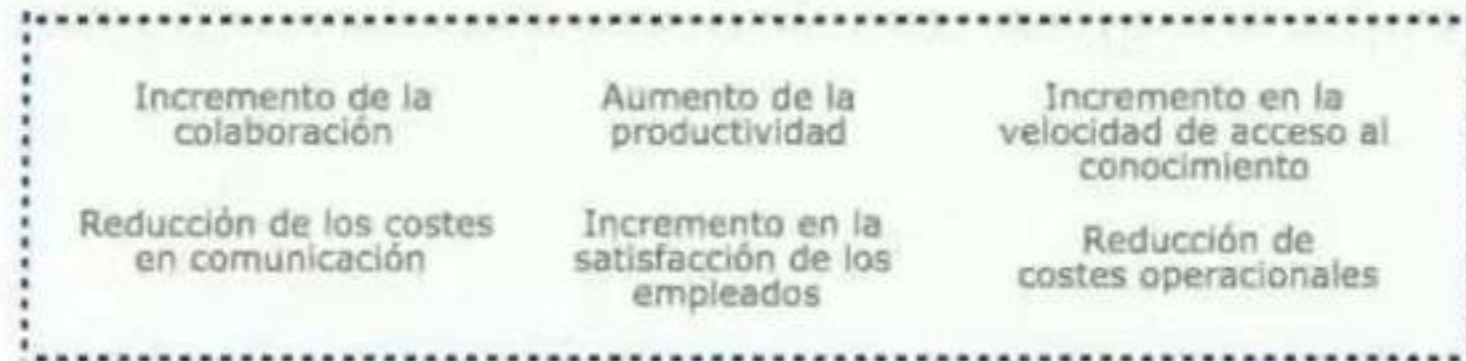 Incremento de la
colaboración
Aumento de la
productividad
Incremento en la
velocidad de acceso al
conocimiento
Reducción de los costes
en comunicación
Incremento en la
satisfacción de los
empleados
Reducción de
costes operacionales